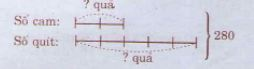 ? quả
Số cam:
Số quít:
280
? quả